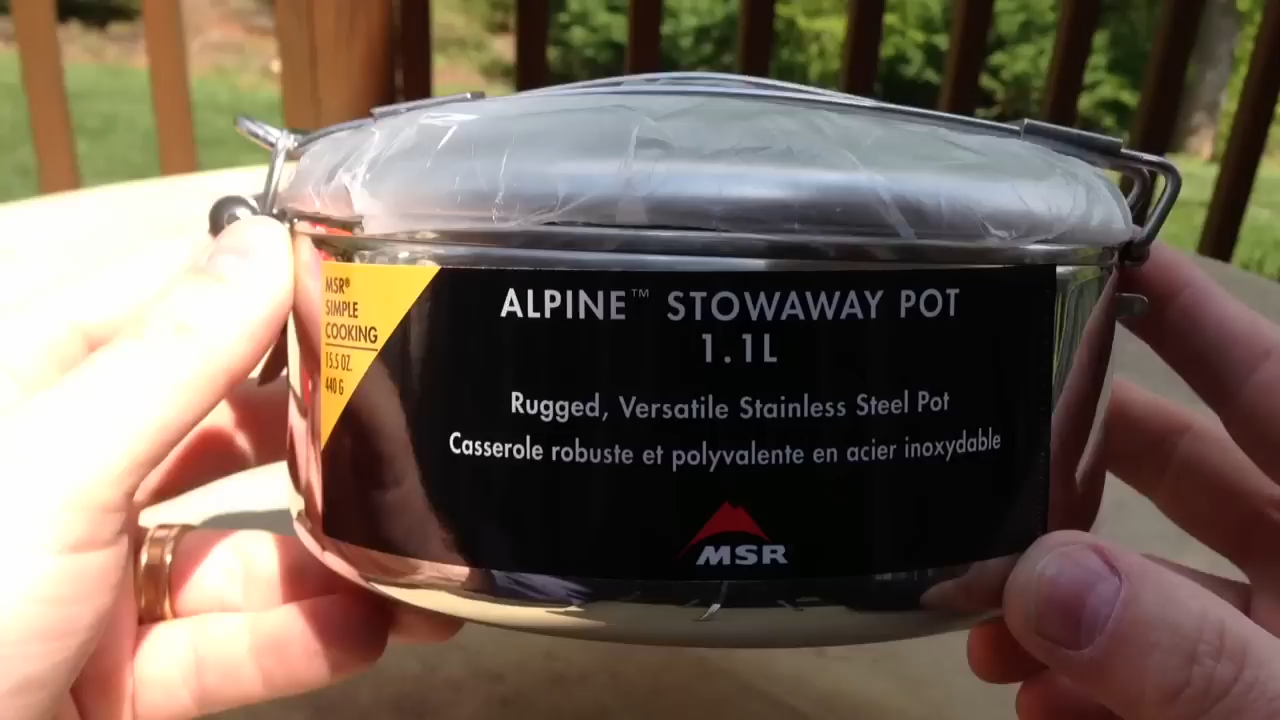 MSR®
SIMPLE
COOKING
15.5 OZ.
440 G
ALPINE™ STOWAWAY POT
1.1L
Rugged, Versatile Stainless Steel Pot
Casserole robuste et polyvalente en acier inoxydable
MSR